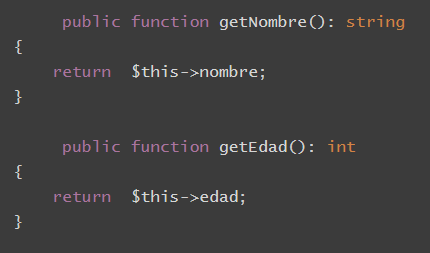 public function getNombre(): string
{
return  $this->nombre;
}
public function getEdad(): int
{
return  $this->edad;
}